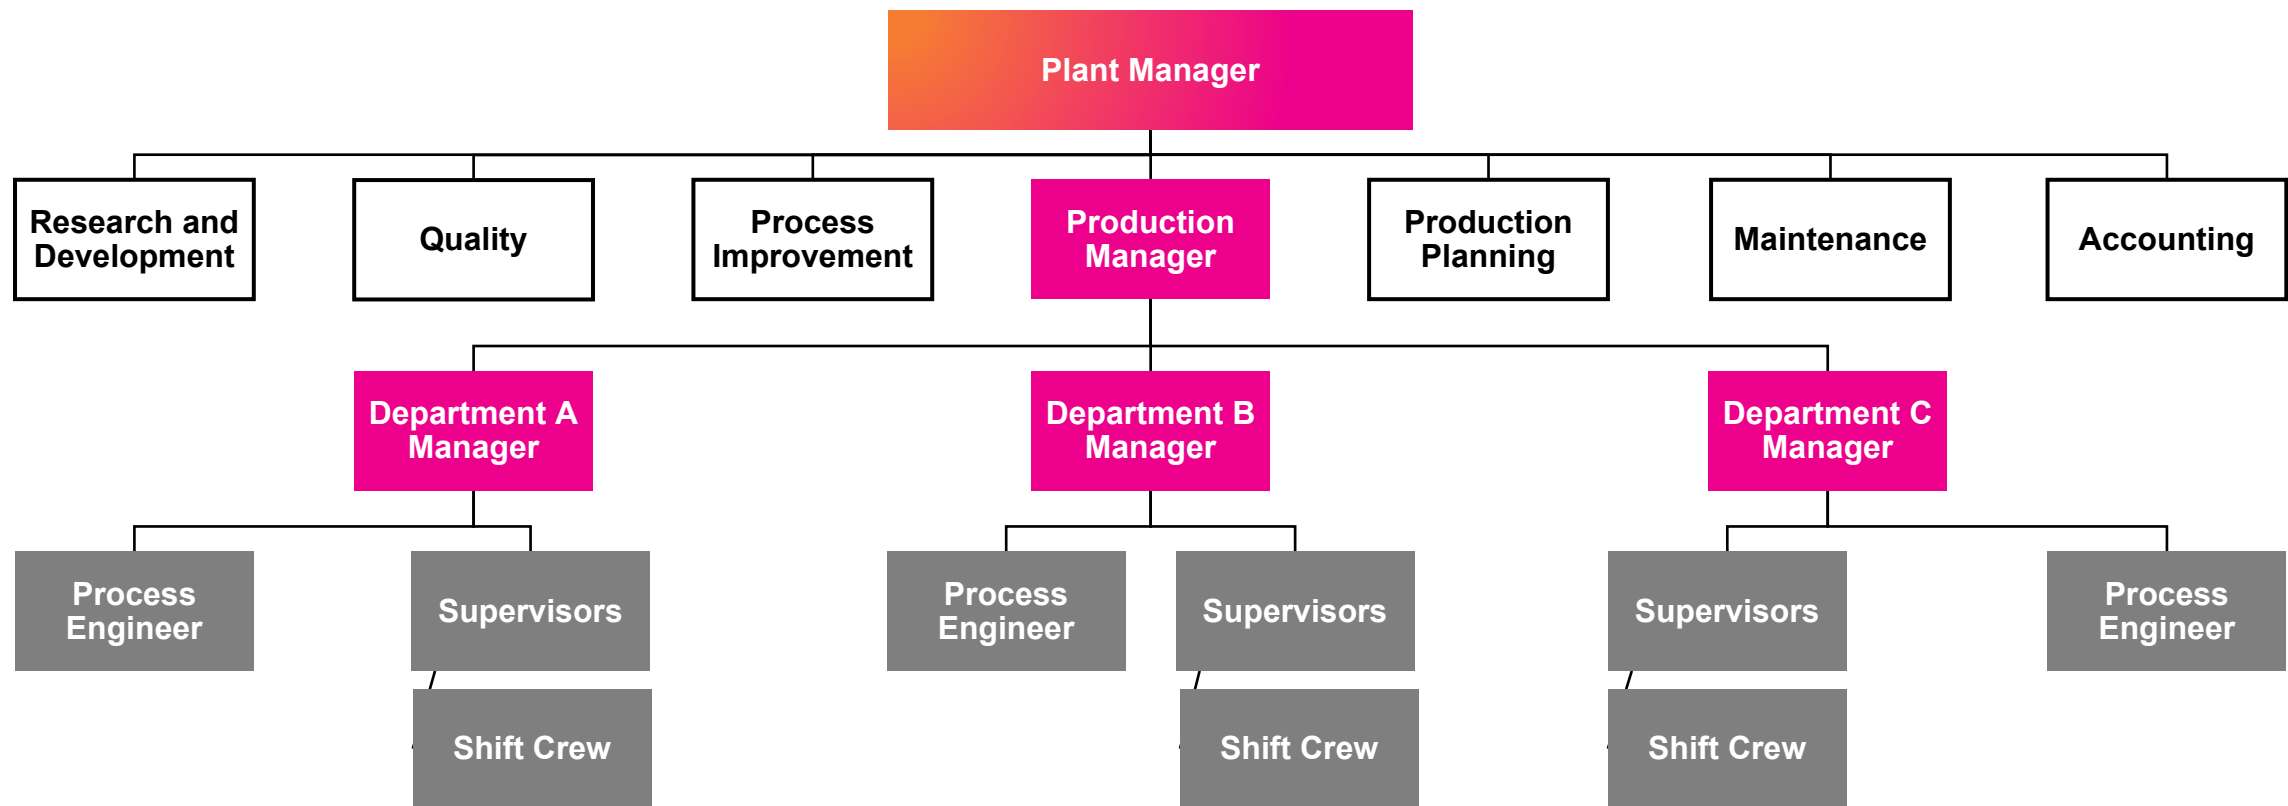 Plant Manager
Research and
Development
Quality
Process
Improvement
Production
Manager
Production
Planning
Maintenance
Accounting
Department A
Manager
Department B
Manager
Department C
Manager
Process
Engineer
Supervisors
Process
Engineer
Supervisors
Supervisors
Process
Engineer
Shift Crew
Shift Crew
Shift Crew